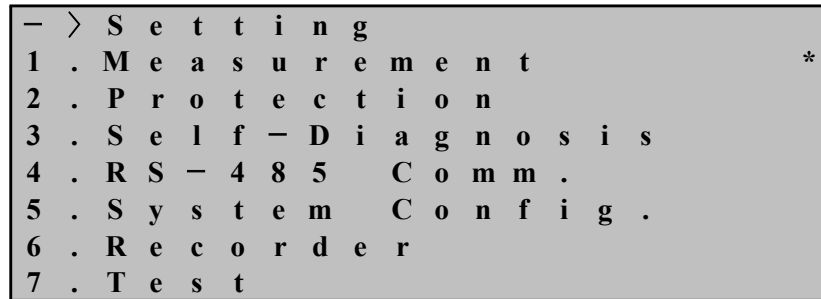 −> Setting
1.Measurement *
2.Protection
3.Self−Diagnosis
4.RS−485 Comm.
5.System Config.
6.Recorder
7.Test